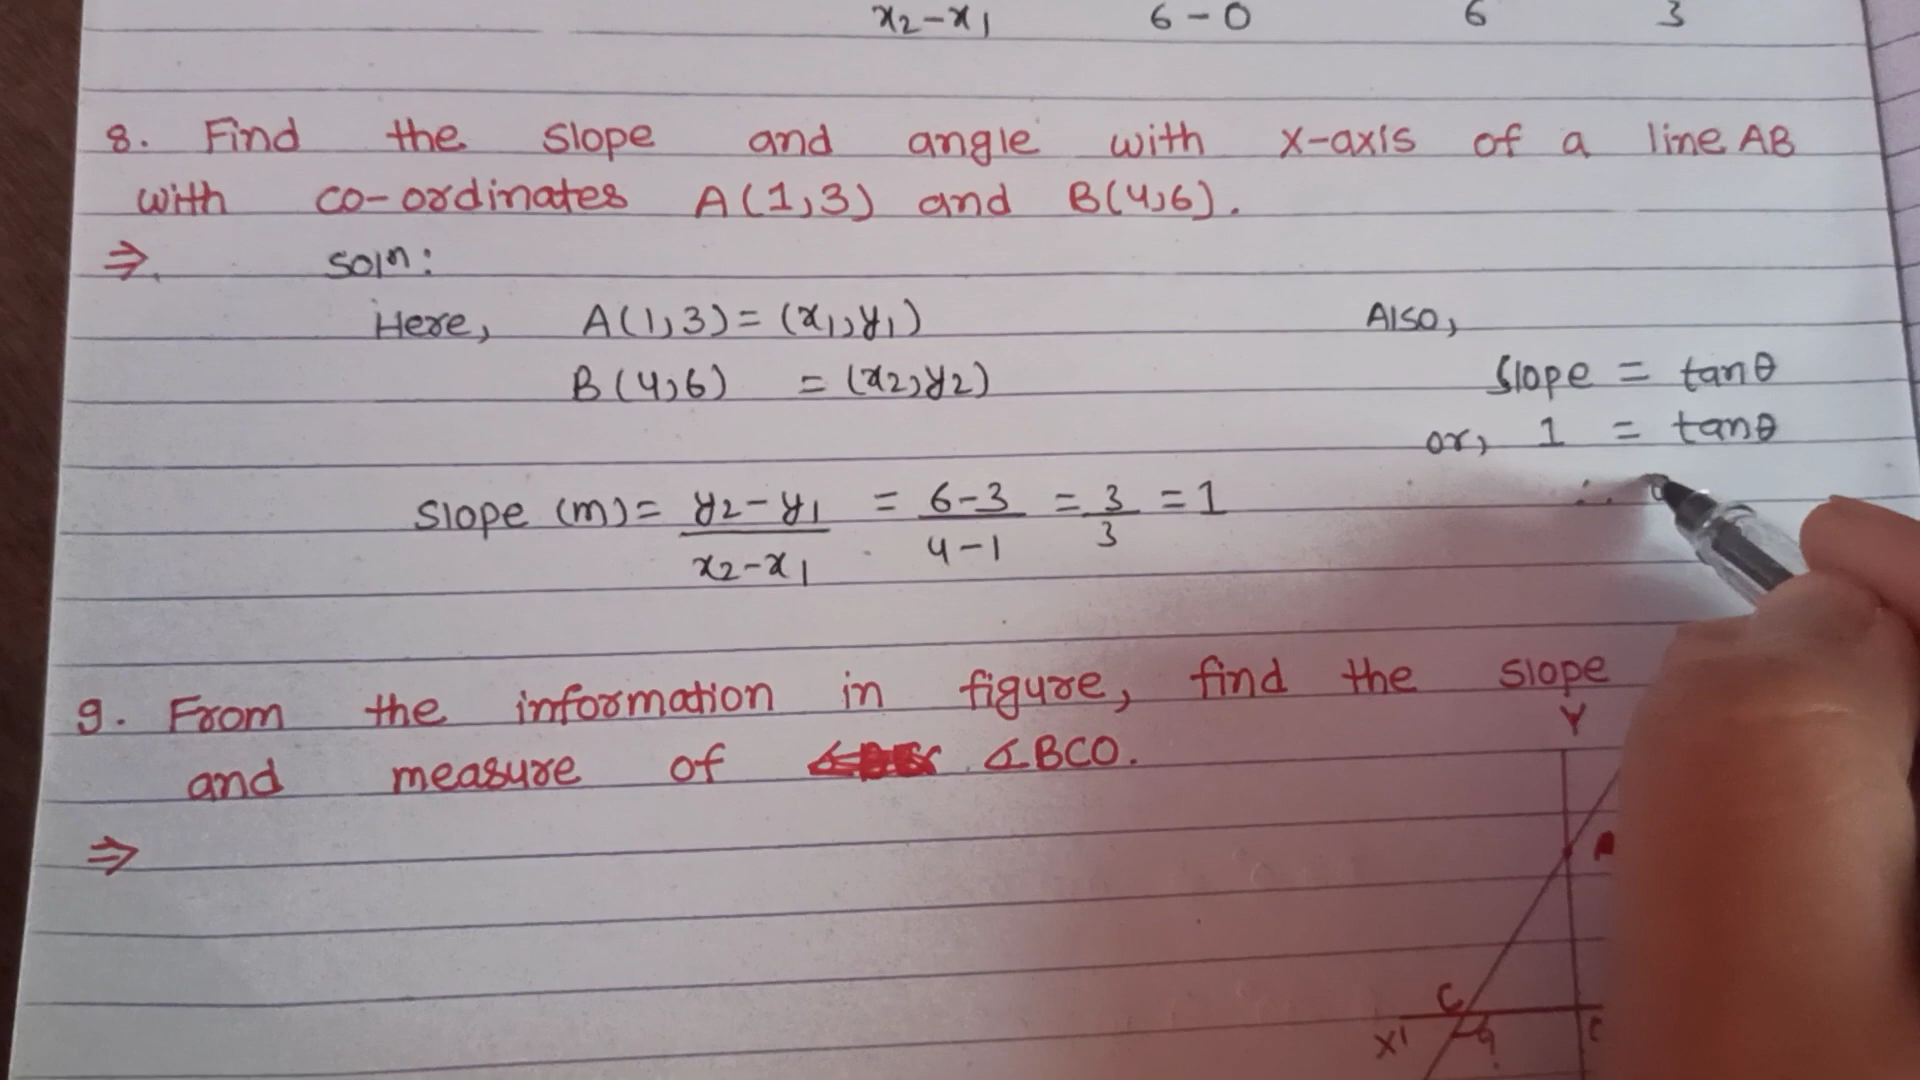 x2-x1 6-0 6 3
8. Find the slope and angle with x-axis of a line AB
with co-ordinates A(1,3) and B(4,6).
⇒ Soln:
Here, A(1,3) = (x1,y1)
B(4,6) = (x2,y2)
Slope (m) = y2-y1 / x2-x1 = 6-3 / 4-1 = 3/3 = 1
Also,
Slope = tanθ
or, 1 = tanθ
∴
9. From the information in figure, find the slope
and measure of ∠BCO.
⇒
Y
C
X'